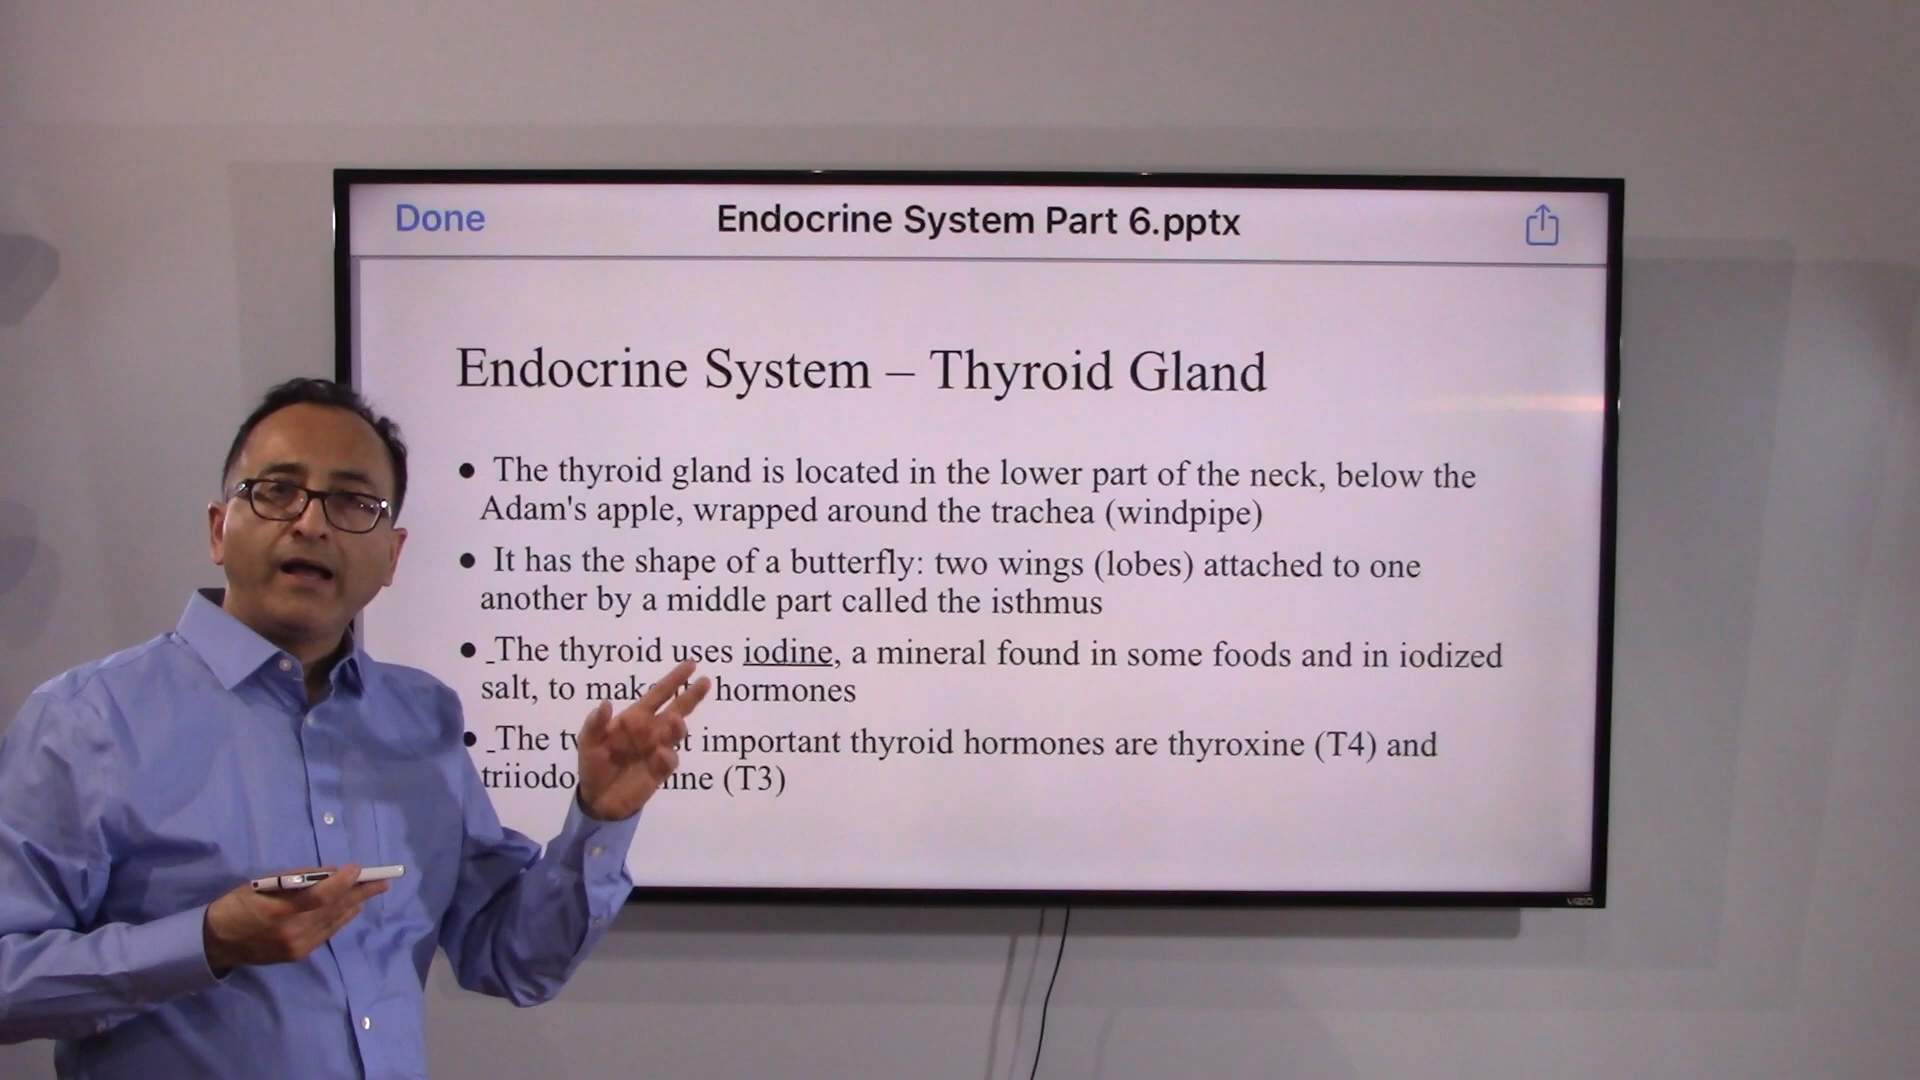 Done
Endocrine System Part 6.pptx
Endocrine System – Thyroid Gland
● The thyroid gland is located in the lower part of the neck, below the
Adam's apple, wrapped around the trachea (windpipe)
● It has the shape of a butterfly: two wings (lobes) attached to one
another by a middle part called the isthmus
● The thyroid uses iodine, a mineral found in some foods and in iodized
salt, to hormones
● The important thyroid hormones are thyroxine (T4) and
(T3)
VIZIO